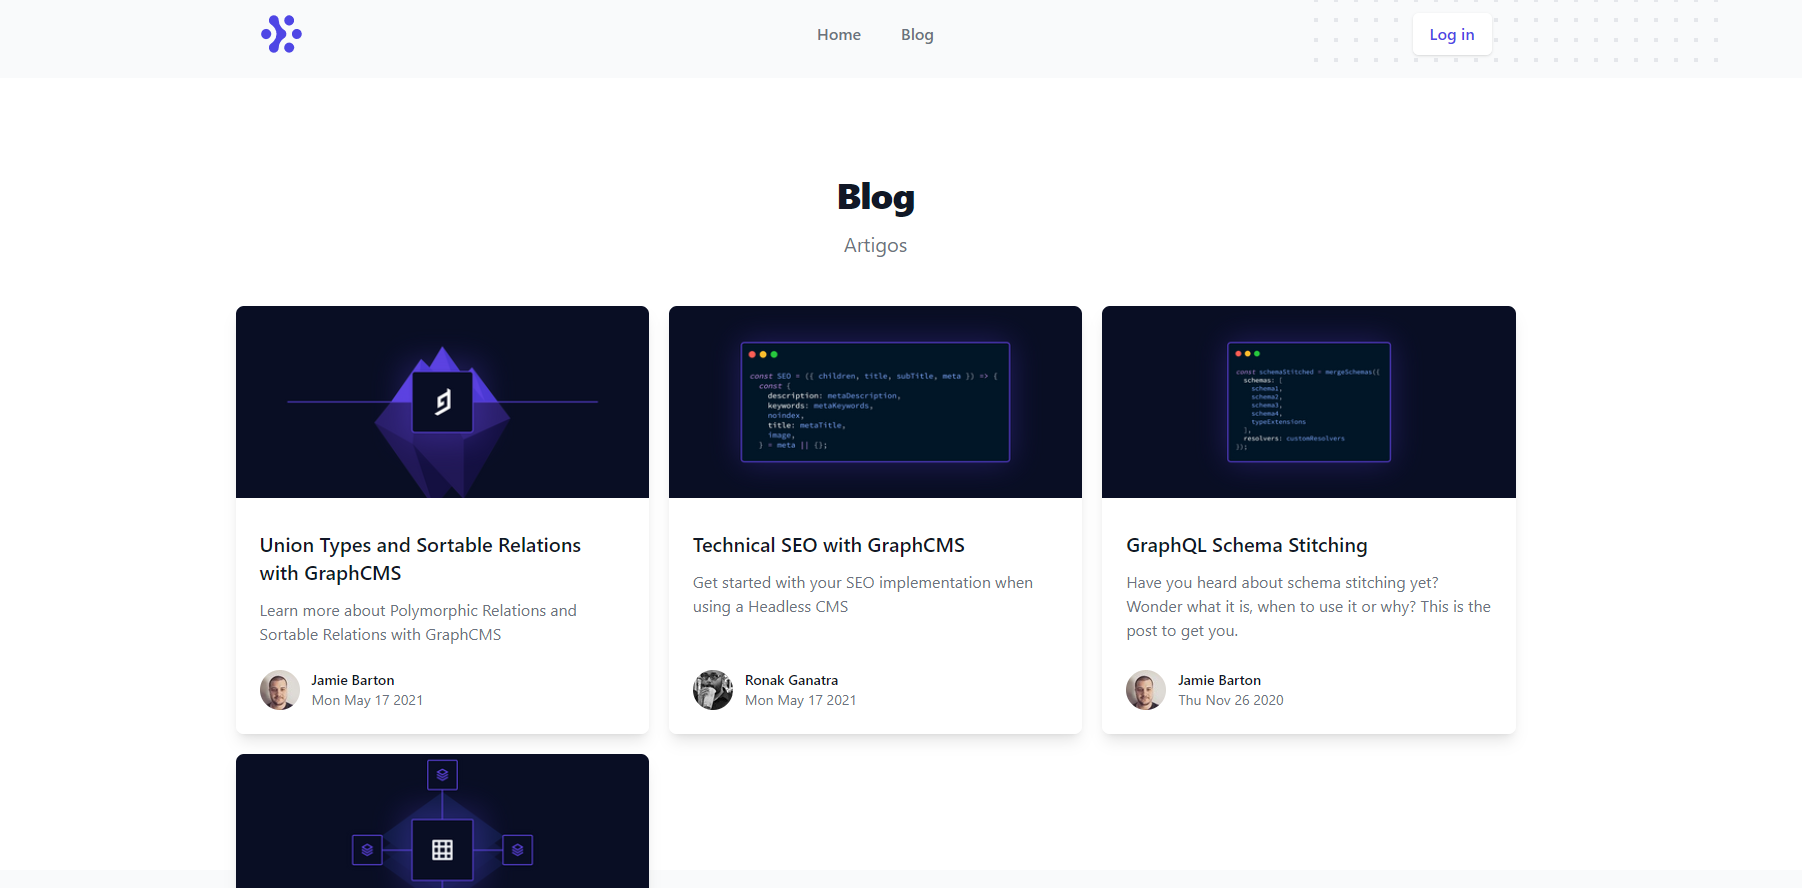 Home
Blog
Log in
Blog
Artigos
const SEO = ({ children, title, subTitle, meta }) => {
const {
description: metaDescription,
keywords: metaKeywords,
noindex,
title: metaTitle,
image,
} = meta || {};
const schemaStitched = mergeSchemas({
schemas: [
schema1,
schema2,
schema3,
schema4,
typeExtensions
],
resolvers: customResolvers
});
Union Types and Sortable Relations
with GraphCMS
Learn more about Polymorphic Relations and
Sortable Relations with GraphCMS
Jamie Barton
Mon May 17 2021
Technical SEO with GraphCMS
Get started with your SEO implementation when
using a Headless CMS
Ronak Ganatra
Mon May 17 2021
GraphQL Schema Stitching
Have you heard about schema stitching yet?
Wonder what it is, when to use it or why? This is the
post to get you.
Jamie Barton
Thu Nov 26 2020